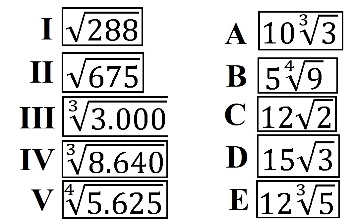 I √288 A 10∛3
II √675 B 5∜9
III ∛3.000 C 12√2
IV ∛8.640 D 15√3
V ∜5.625 E 12∛5